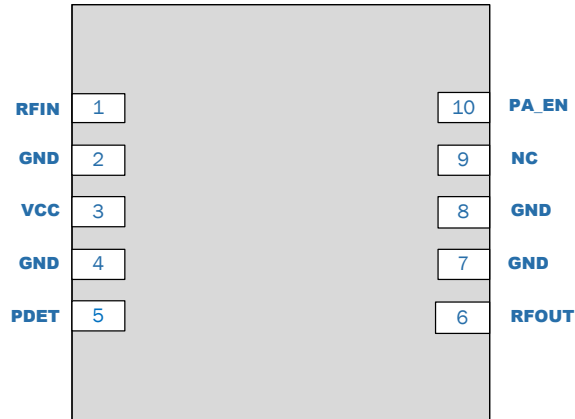 RFIN 1 10 PA_EN
GND 2 9 NC
VCC 3 8 GND
GND 4 7 GND
PDET 5 6 RFOUT